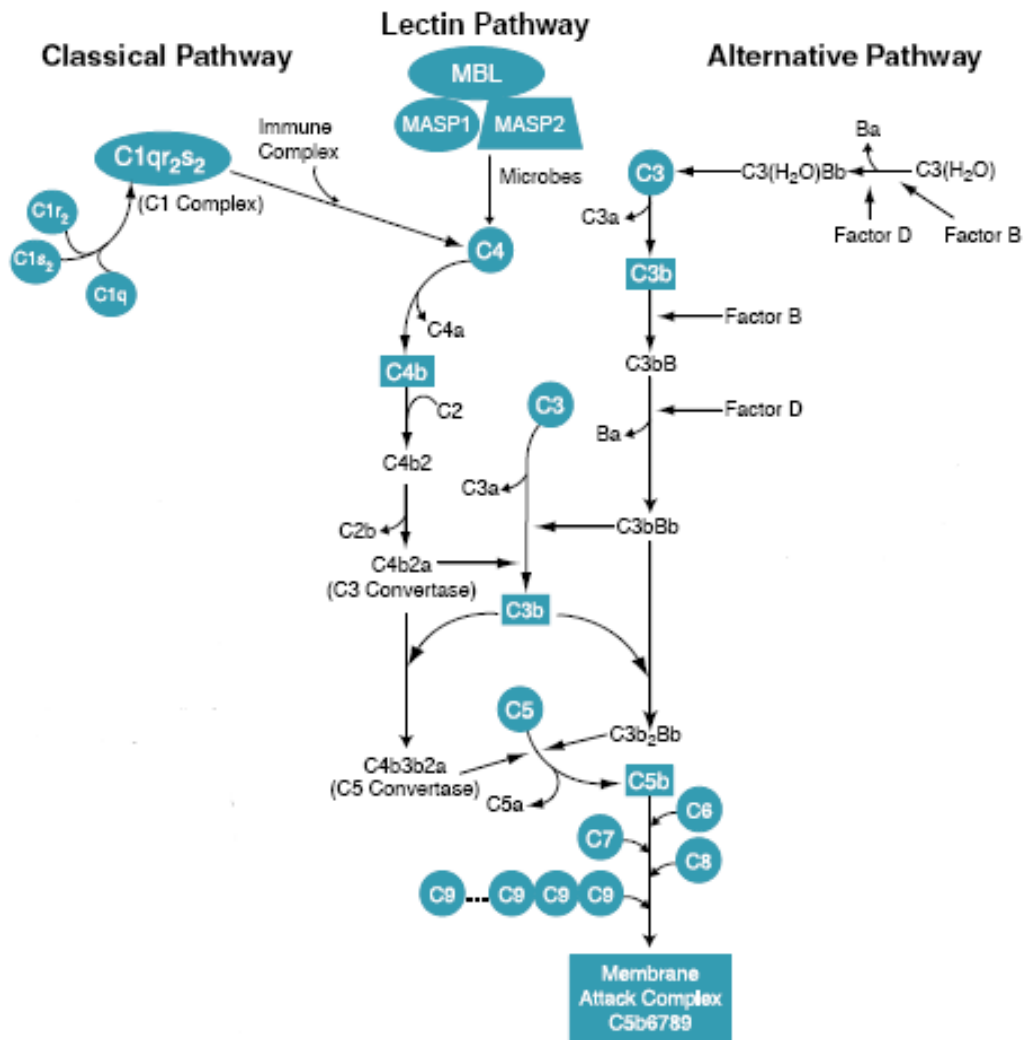 Lectin Pathway
Classical Pathway
Alternative Pathway
MBL
MASP1
MASP2
Immune
Complex
Microbes
C1qr₂s₂
(C1 Complex)
C1r₂
C1s₂
C1q
C4
C4a
C4b
C2
C4b2
C2b
C4b2a
(C3 Convertase)
C3
C3a
C3b
Ba
C3
C3(H₂O)Bb
C3(H₂O)
C3a
Factor D
Factor B
C3b
Factor B
C3bB
Factor D
Ba
C3bBb
C5
C3b₂Bb
C4b3b2a
(C5 Convertase)
C5a
C5b
C6
C7
C8
C9....C9 C9 C9
Membrane
Attack Complex
C5b6789